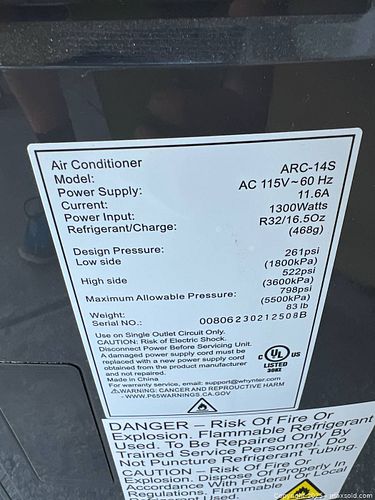 Air Conditioner
Model: ARC-14S
Power Supply: AC 115V~60 Hz
Current: 11.6A
Power Input: 1300Watts
Refrigerant/Charge: R32/16.5Oz
(468g)
Design Pressure:
Low side 261psi
(1800kPa)
High side 522psi
(3600kPa)
Maximum Allowable Pressure: 798psi
(5500kPa)
Weight: 83 lb
Serial NO.: 00806230212508B
Use on Single Outlet Circuit Only.
CAUTION: Risk of Electric Shock.
Disconnect Power Before Servicing Unit.
A damaged power supply cord must be
replaced with a new power supply cord
obtained from the product manufacturer
and not repaired.
Made in China
For warranty service, email: support@whynter.com
WARNING: CANCER AND REPRODUCTIVE HARM
- WWW.P65WARNINGS.CA.GOV
C UL US
LISTED
DANGER – Risk Of Fire Or
Explosion. Flammable Refrigerant
Used. To Be Repaired Only By
Trained Service Personnel. Do
Not Puncture Refrigerant Tubing.
CAUTION – Risk Of Fire Or
Explosion. Dispose Of Properly In
Accordance With Federal Or Local
Regulations. Flammable
Refrigerant Used.